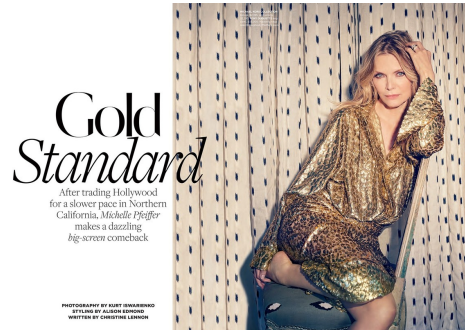 Gold
Standard
After trading Hollywood
for a slower pace in Northern
California, Michelle Pfeiffer
makes a dazzling
big-screen comeback
PHOTOGRAPHY BY KURT ISWARIENKO
STYLING BY ALISON EDMOND
WRITTEN BY CHRISTINE LENNON